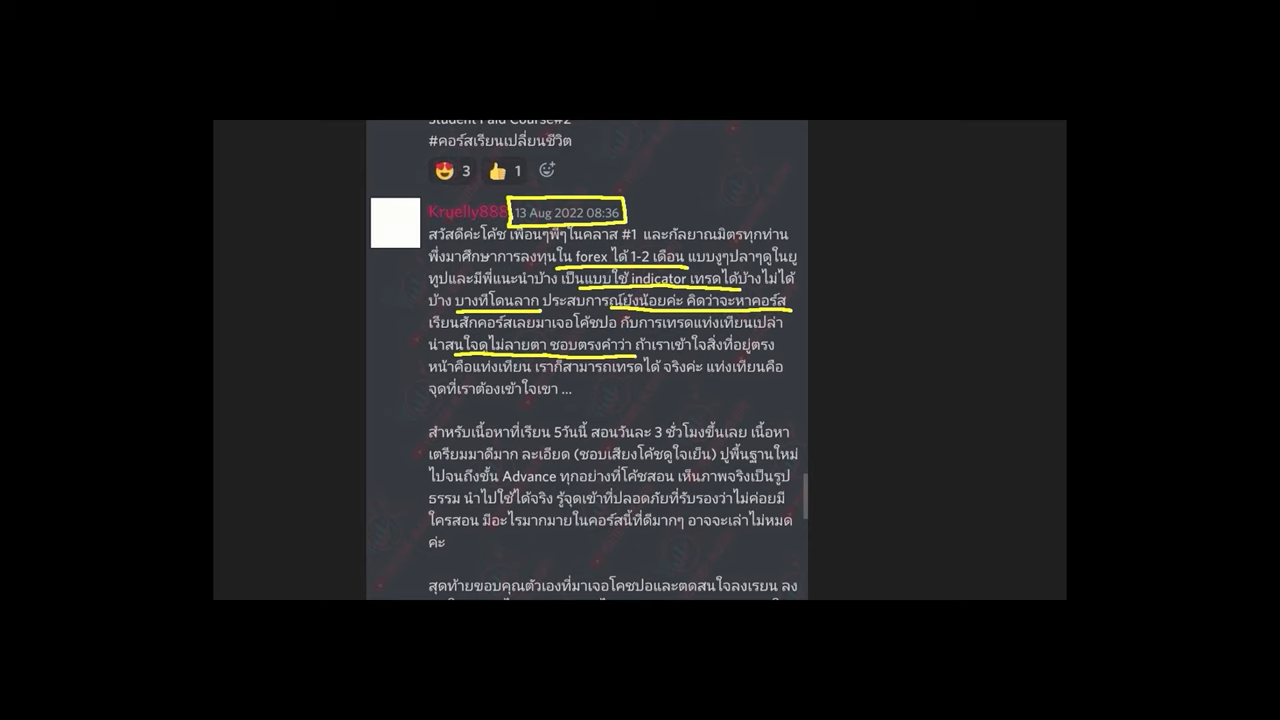 Student Paid Course#2
#คอร์สเรียนเปลี่ยนชีวิต
3 1
Kruelly888 13 Aug 2022 08:36
สวัสดีค่ะโค้ช เพื่อนๆพี่ๆในคลาส #1 และกัลยาณมิตรทุกท่าน
พึ่งมาศึกษาการลงทุนใน forex ได้ 1-2 เดือน แบบงูๆปลาๆดูในยู
ทูปและมีพี่แนะนำบ้าง เป็นแบบใช้ indicator เทรดได้บ้างไม่ได้
บ้าง บางทีโดนลาก ประสบการณ์ยังน้อยค่ะ คิดว่าจะหาคอร์ส
เรียนสักคอร์สเลยมาเจอโค้ชปอ กับการเทรดแท่งเทียนเปล่า
น่าสนใจดูไม่ลายตา ชอบตรงคำว่า ถ้าเราเข้าใจสิ่งที่อยู่ตรง
หน้าคือแท่งเทียน เราก็สามารถเทรดได้ จริงค่ะ แท่งเทียนคือ
จุดที่เราต้องเข้าใจเขา ...
สำหรับเนื้อหาที่เรียน 5วันนี้ สอนวันละ 3 ชั่วโมงขึ้นเลย เนื้อหา
เตรียมมาดีมาก ละเอียด (ชอบเสียงโค้ชดูใจเย็น) ปูพื้นฐานใหม่
ไปจนถึงขั้น Advance ทุกอย่างที่โค้ชสอน เห็นภาพจริงเป็นรูป
ธรรม นำไปใช้ได้จริง รู้จุดเข้าที่ปลอดภัยที่รับรองว่าไม่ค่อยมี
ใครสอน มีอะไรมากมายในคอร์สนี้ที่ดีมากๆ อาจจะเล่าไม่หมด
ค่ะ
สุดท้ายขอบคุณตัวเองที่มาเจอโคชปอและตดสนใจลงเรยน ลง